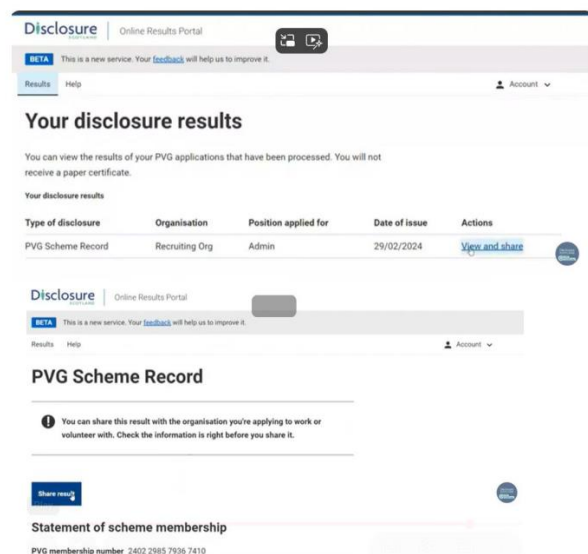 Disclosure
SCOTLAND
Online Results Portal
BETA This is a new service. Your feedback will help us to improve it.
Results Help Account
Your disclosure results
You can view the results of your PVG applications that have been processed. You will not
receive a paper certificate.
Your disclosure results
Type of disclosure Organisation Position applied for Date of issue Actions
PVG Scheme Record Recruiting Org Admin 29/02/2024 View and share
Disclosure
SCOTLAND
Online Results Portal
BETA This is a new service. Your feedback will help us to improve it.
Results Help Account
PVG Scheme Record
You can share this result with the organisation you're applying to work or
volunteer with. Check the information is right before you share it.
Share result
Statement of scheme membership
PVG membership number 2402 2985 7936 7410